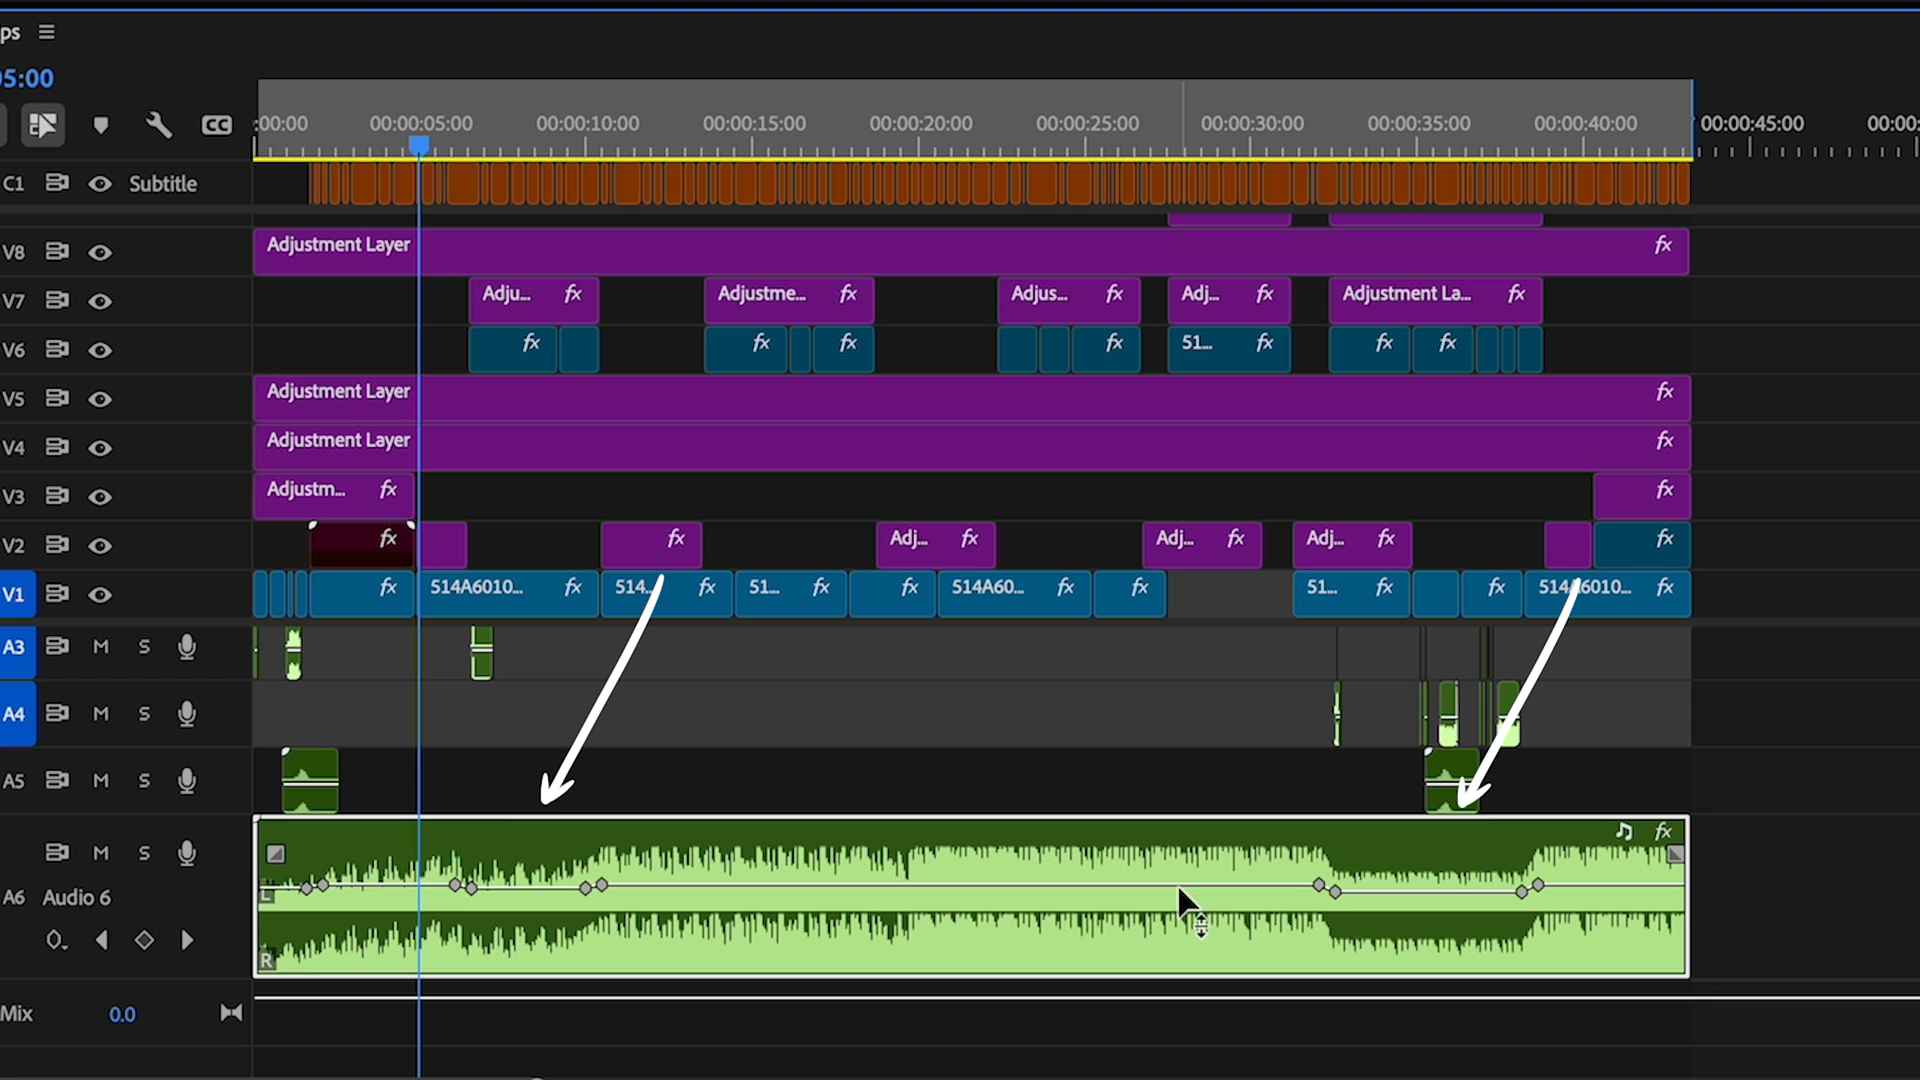 ps
05:00
CC
:00:00 00:00:05:00 00:00:10:00 00:00:15:00 00:00:20:00 00:00:25:00 00:00:30:00 00:00:35:00 00:00:40:00 00:00:45:00 00:00:
C1 Subtitle
V8 Adjustment Layer fx
V7 Adju... fx Adjustme... fx Adjus... fx Adj... fx Adjustment La... fx
V6 fx fx fx fx 51... fx fx fx
V5 Adjustment Layer fx
V4 Adjustment Layer fx
V3 Adjustm... fx fx
V2 fx fx Adj... fx Adj... fx Adj... fx fx
V1 fx 514A6010... fx 514... fx 51... fx fx 514A60... fx fx 51... fx fx 514A6010... fx
A3 M S
A4 M S
A5 M S
M S fx
L
A6 Audio 6
R
Mix 0.0